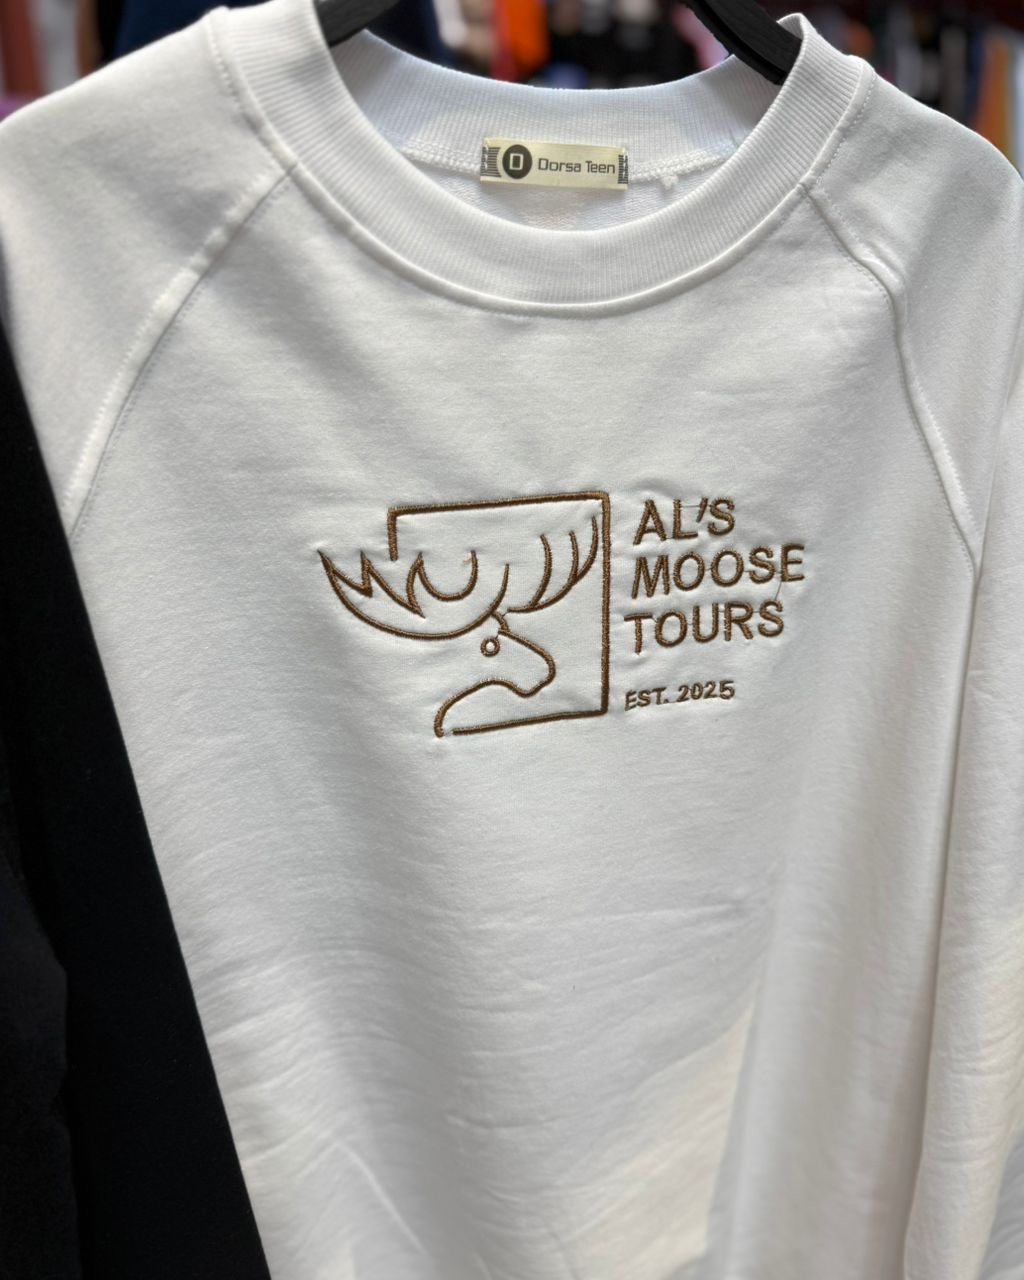 D Dorsa Teen
AL'S
MOOSE
TOURS
EST. 2025